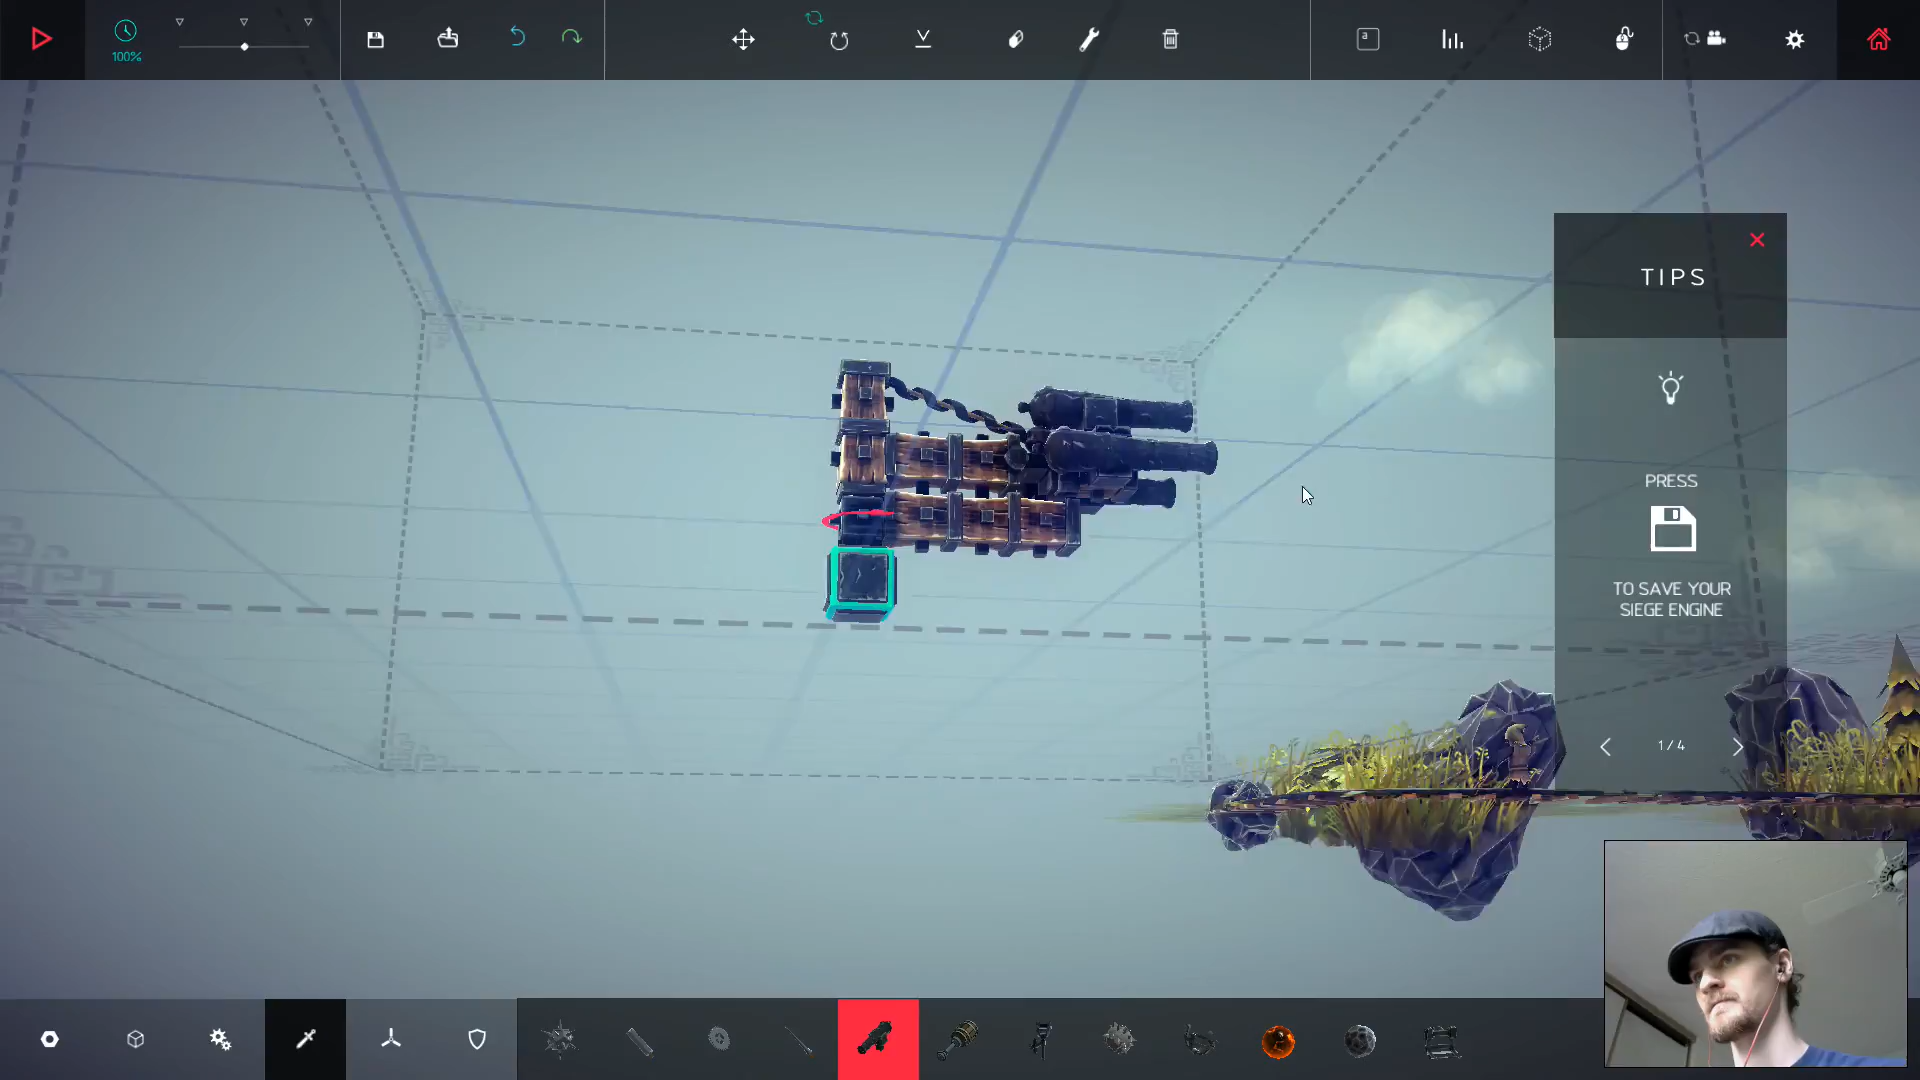 100%
a
TIPS
PRESS
TO SAVE YOUR
SIEGE ENGINE
1/4